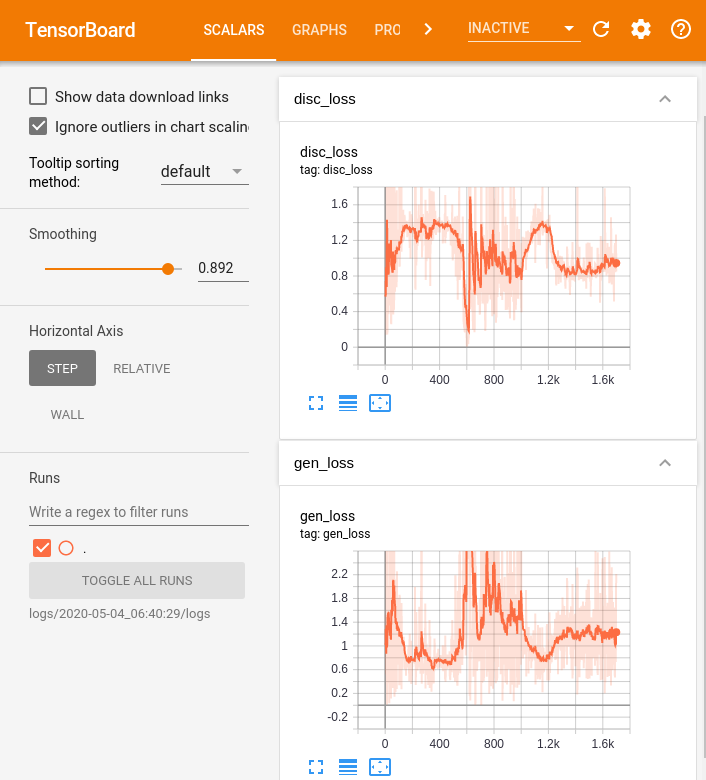 TensorBoard
SCALARS GRAPHS PRO
INACTIVE
Show data download links
Ignore outliers in chart scalin
Tooltip sorting
method:
default
Smoothing
0.892
Horizontal Axis
STEP RELATIVE
WALL
Runs
Write a regex to filter runs
.
TOGGLE ALL RUNS
logs/2020-05-04_06:40:29/logs
disc_loss
disc_loss
tag: disc_loss
1.6
1.2
0.8
0.4
0
0 400 800 1.2k 1.6k
gen_loss
gen_loss
tag: gen_loss
2.2
1.8
1.4
1
0.6
0.2
-0.2
0 400 800 1.2k 1.6k